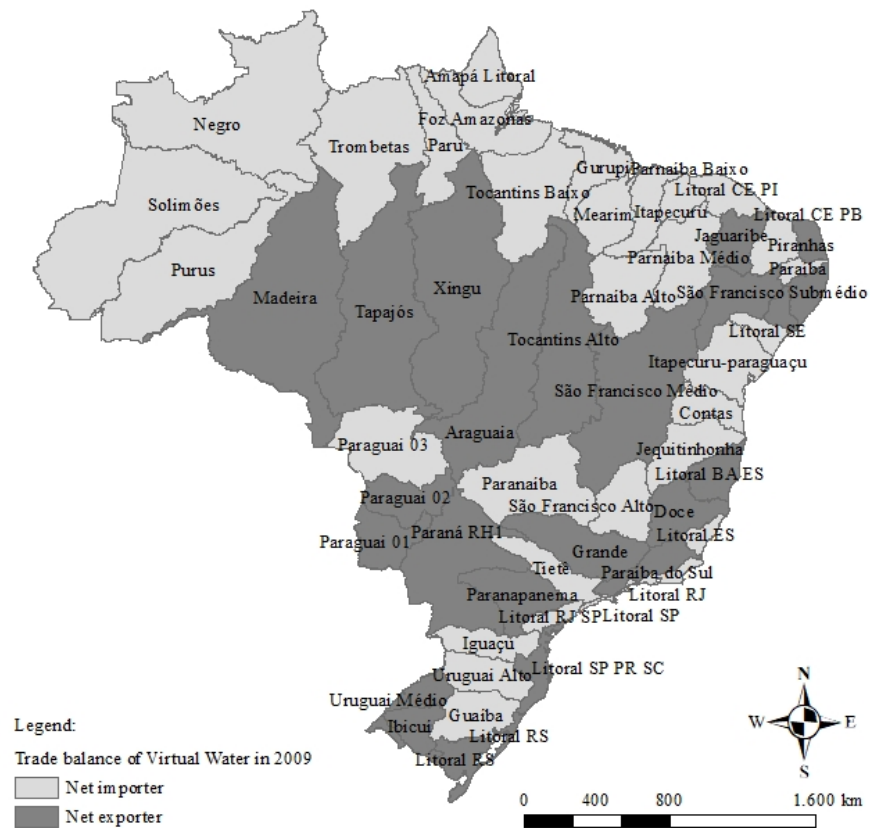 Amapá Litoral
Foz Amazonas
Negro
Trombetas
Paru
Gurupi
Parnaiba Baixo
Tocantins Baixo
Litoral CE PI
Solimões
Mearim
Itapecuru
Litoral CE PB
Jaguaribe
Piranhas
Purus
Parnaiba Médio
Paraiba
Madeira
Xingu
Parnaiba Alto
São Francisco Submédio
Tapajós
Litoral SE
Tocantins Alto
Itapecuru-paraguaçu
São Francisco Médio
Contas
Araguaia
Paraguai 03
Jequitinhonha
Litoral BA ES
Paranaiba
Paraguai 02
São Francisco Alto
Doce
Paraná RH1
Litoral ES
Paraguai 01
Grande
Tietê
Paraiba do Sul
Paranapanema
Litoral RJ
Litoral RJ SP
Litoral SP
Iguaçu
Litoral SP PR SC
Uruguai Alto
Uruguai Médio
Guaiba
Ibicui
Litoral RS
Litoral RS
N
W
E
S
Legend:
Trade balance of Virtual Water in 2009
Net importer
Net exporter
0 400 800 1.600 km